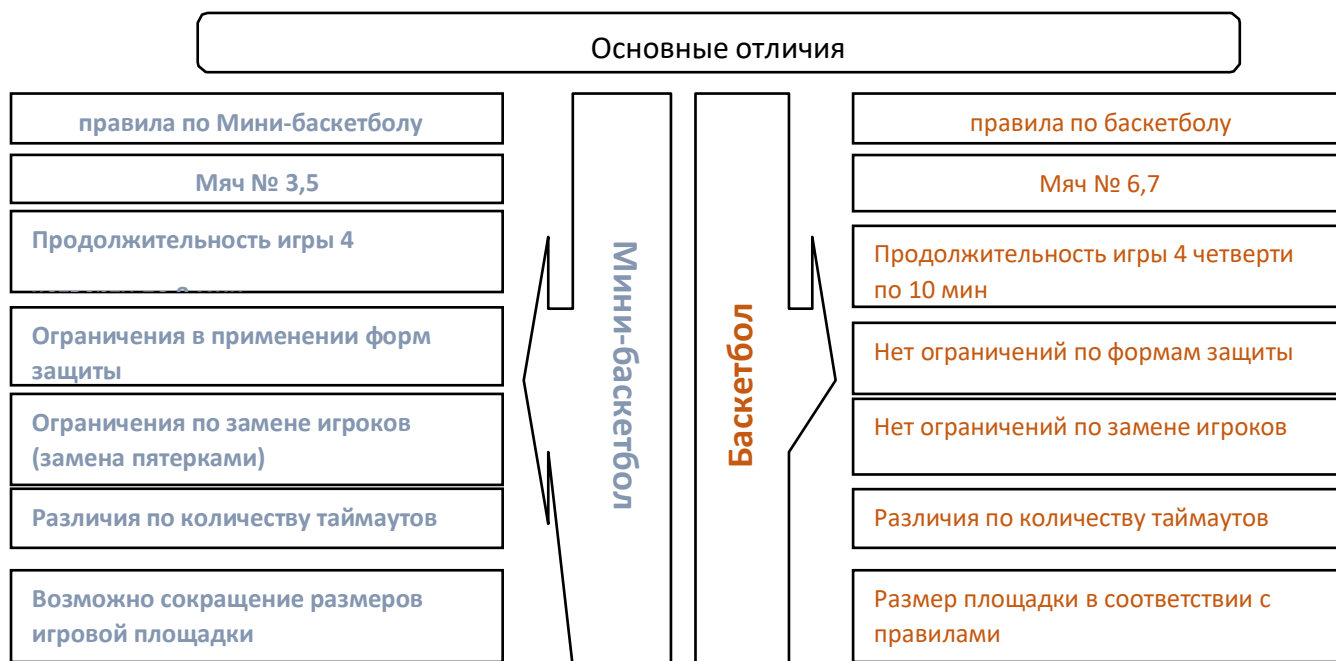 Основные отличия
правила по Мини-баскетболу
Мяч № 3,5
Продолжительность игры 4
Ограничения в применении форм
защиты
Ограничения по замене игроков
(замена пятерками)
Различия по количеству таймаутов
Возможно сокращение размеров
игровой площадки
Мини-баскетбол
Баскетбол
правила по баскетболу
Мяч № 6,7
Продолжительность игры 4 четверти
по 10 мин
Нет ограничений по формам защиты
Нет ограничений по замене игроков
Различия по количеству таймаутов
Размер площадки в соответствии с
правилами